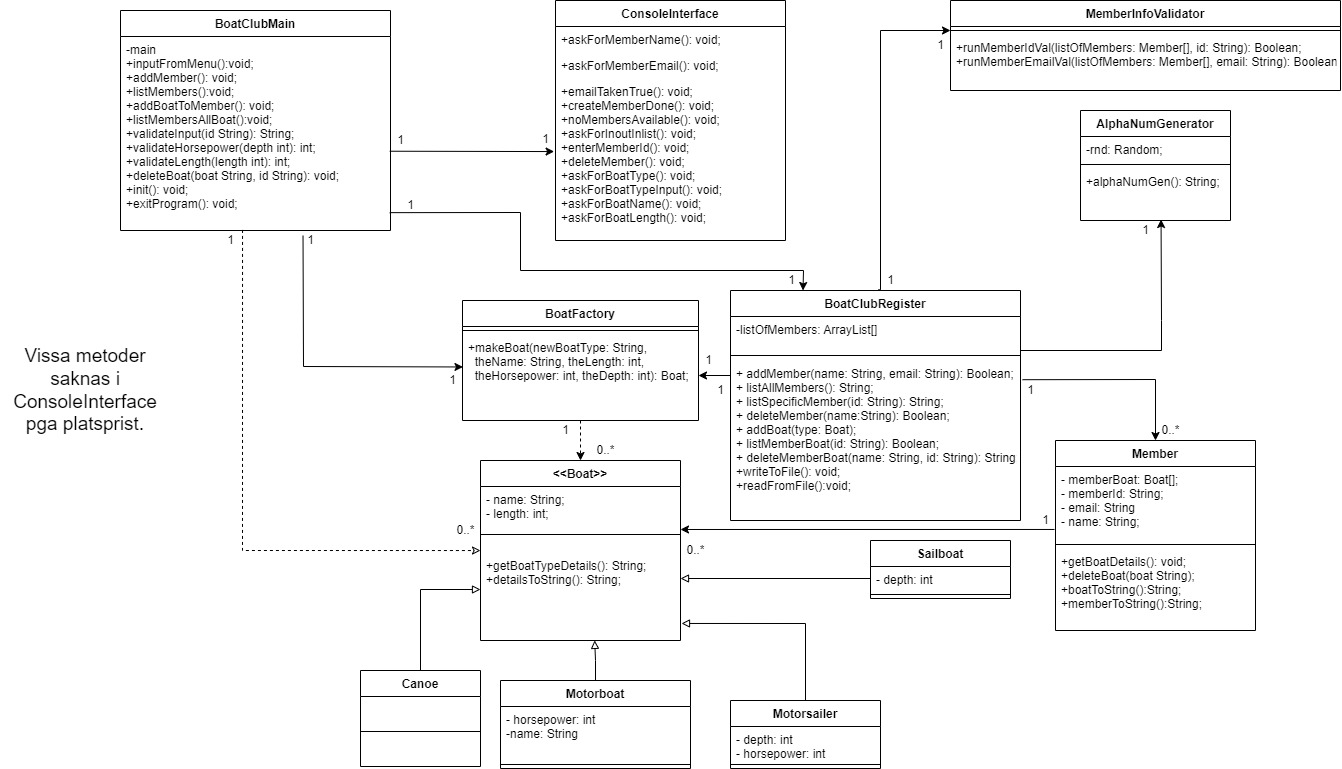 BoatClubMain
-main
+inputFromMenu():void;
+addMember(): void;
+listMembers():void;
+addBoatToMember(): void;
+listMembersAllBoat():void;
+validateInput(id String): String;
+validateHorsepower(depth int): int;
+validateLength(length int): int;
+deleteBoat(boat String, id String): void;
+init(): void;
+exitProgram(): void;
ConsoleInterface
+askForMemberName(): void;
+askForMemberEmail(): void;
+emailTakenTrue(): void;
+createMemberDone(): void;
+noMembersAvailable(): void;
+askForInoutInlist(): void;
+enterMemberId(): void;
+deleteMember(): void;
+askForBoatType(): void;
+askForBoatTypeInput(): void;
+askForBoatName(): void;
+askForBoatLength(): void;
MemberInfoValidator
+runMemberIdVal(listOfMembers: Member[], id: String): Boolean;
+runMemberEmailVal(listOfMembers: Member[], email: String): Boolean
AlphaNumGenerator
-rnd: Random;
+alphaNumGen(): String;
1
1
1
1
1
1
1
1
1
BoatFactory
+makeBoat(newBoatType: String,
theName: String, theLength: int,
theHorsepower: int, theDepth: int): Boat;
1
1
1
1
0..*
BoatClubRegister
-listOfMembers: ArrayList[]
+ addMember(name: String, email: String): Boolean;
+ listAllMembers(): String;
+ listSpecificMember(id: String): String;
+ deleteMember(name:String): Boolean;
+ addBoat(type: Boat);
+ listMemberBoat(id: String): Boolean;
+ deleteMemberBoat(name: String, id: String): String
+writeToFile(): void;
+readFromFile():void;
1
0..*
Vissa metoder
saknas i
ConsoleInterface
pga platsprist.
<<Boat>>
- name: String;
- length: int;
+getBoatTypeDetails(): String;
+detailsToString(): String;
0..*
0..*
1
Member
- memberBoat: Boat[];
- memberId: String;
- email: String
- name: String;
+getBoatDetails(): void;
+deleteBoat(boat String);
+boatToString():String;
+memberToString():String;
Sailboat
- depth: int
Canoe
Motorboat
- horsepower: int
-name: String
Motorsailer
- depth: int
- horsepower: int